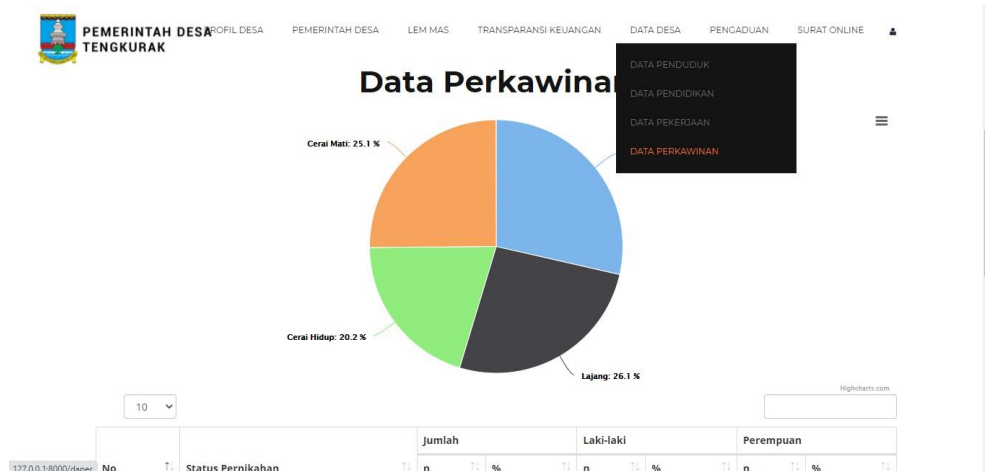 PEMERINTAH DESA
TENGKURAK
PROFIL DESA
PEMERINTAH DESA
LEM MAS
TRANSPARANSI KEUANGAN
DATA DESA
PENGADUAN
SURAT ONLINE
DATA PENDUDUK
DATA PENDIDIKAN
DATA PEKERJAAN
DATA PERKAWINAN
Data Perkawina
Cerai Mati: 25.1 %
Cerai Hidup: 20.2 %
Lajang: 26.1 %
Highcharts.com
10
Jumlah Laki-laki Perempuan
No Status Pernikahan n % n % n %
127.0.0.1:8000/daper